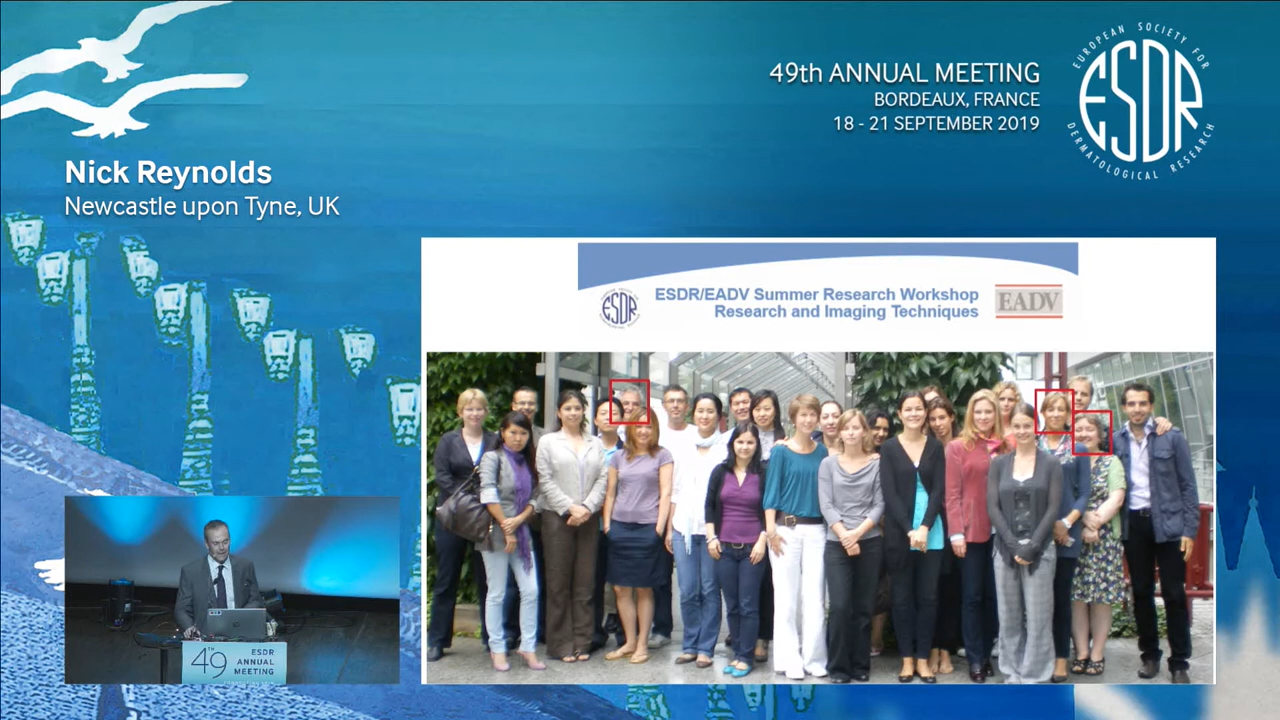 49th ANNUAL MEETING
BORDEAUX, FRANCE
18 - 21 SEPTEMBER 2019
EUROPEAN SOCIETY FOR
ESDR
DERMATOLOGICAL RESEARCH
Nick Reynolds
Newcastle upon Tyne, UK
ESDR/EADV Summer Research Workshop
Research and Imaging Techniques
ESDR
EADV
49TH
ESDR
ANNUAL
MEETING